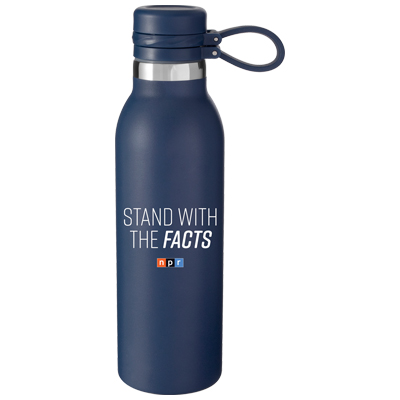 STAND WITH
THE FACTS
npr